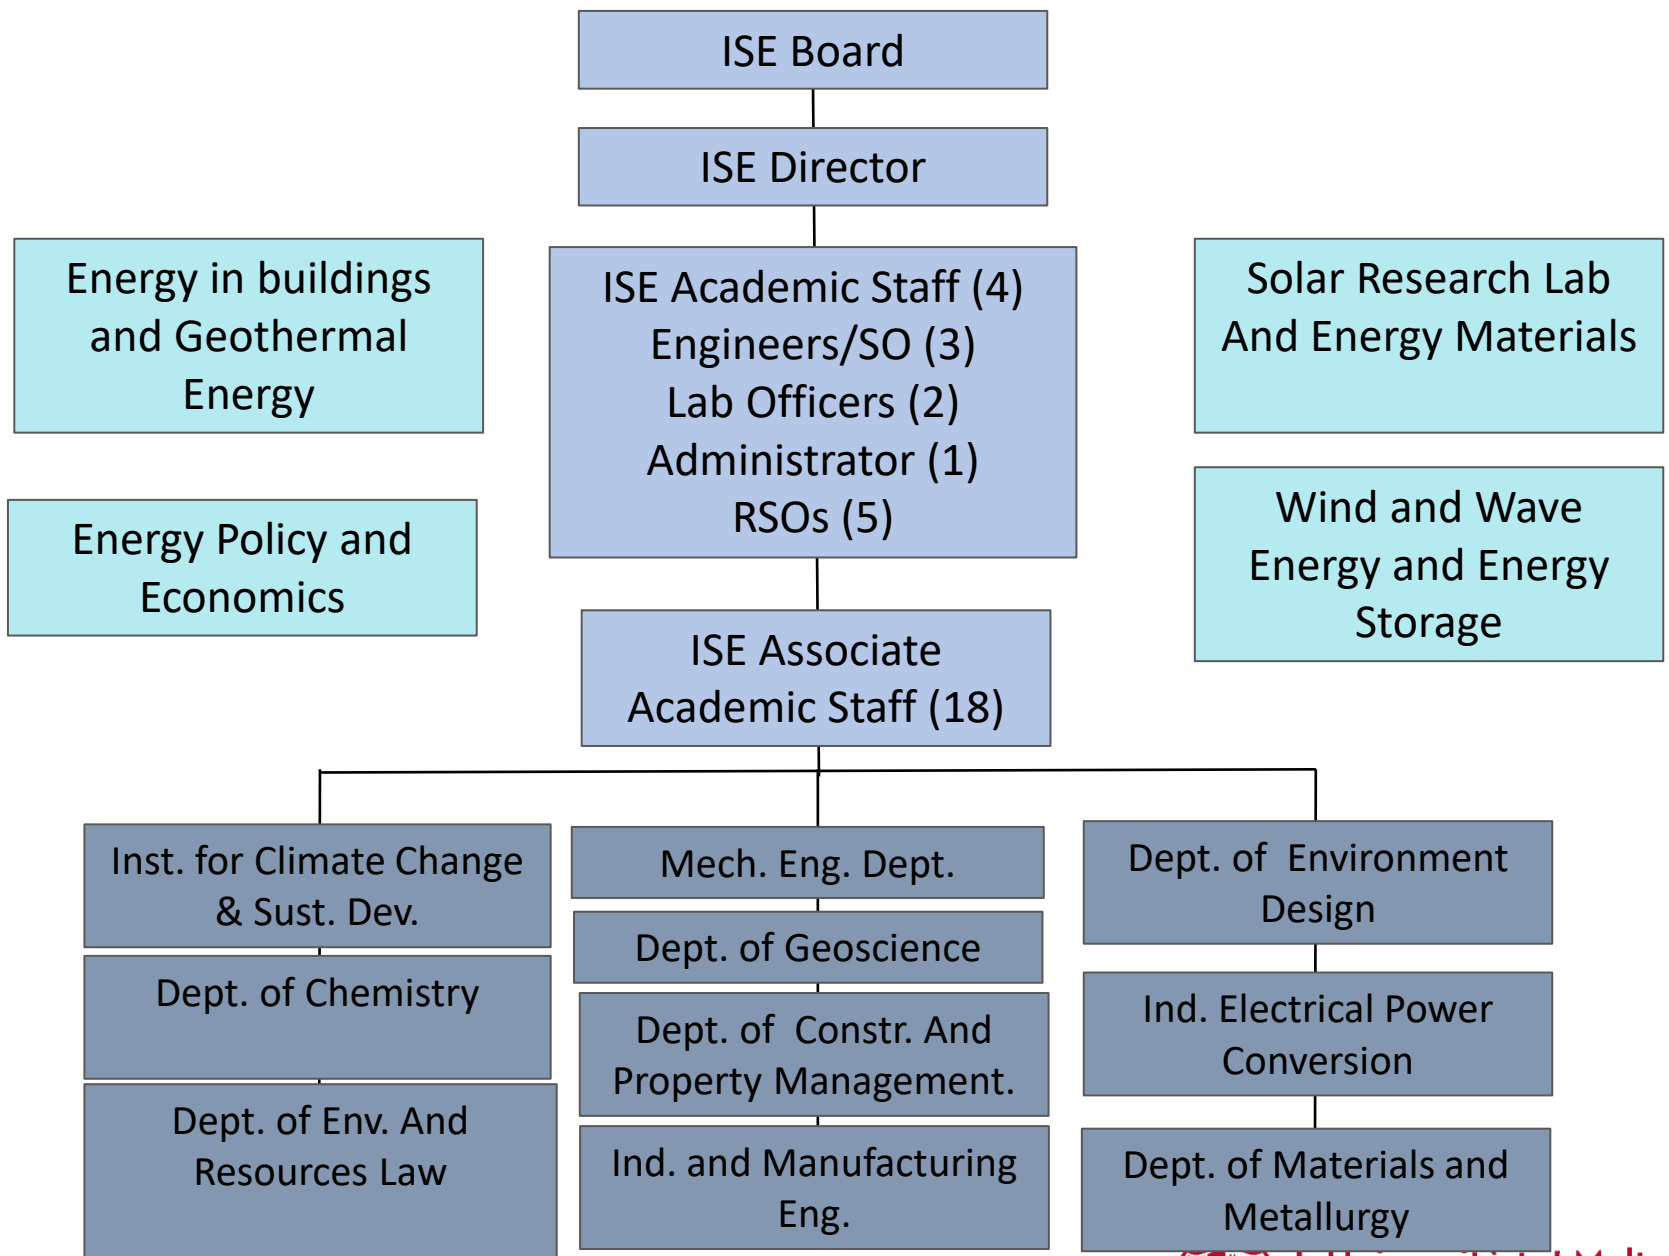 ISE Board
ISE Director
Energy in buildings
and Geothermal
Energy
ISE Academic Staff (4)
Engineers/SO (3)
Lab Officers (2)
Administrator (1)
RSOs (5)
Solar Research Lab
And Energy Materials
Energy Policy and
Economics
Wind and Wave
Energy and Energy
Storage
ISE Associate
Academic Staff (18)
Inst. for Climate Change
& Sust. Dev.
Dept. of Chemistry
Dept. of Env. And
Resources Law
Mech. Eng. Dept.
Dept. of Geoscience
Dept. of  Constr. And
Property Management.
Ind. and Manufacturing
Eng.
Dept. of  Environment
Design
Ind. Electrical Power
Conversion
Dept. of Materials and
Metallurgy